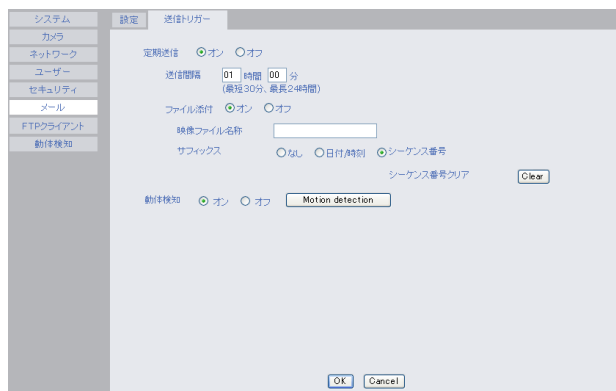 システム
カメラ
ネットワーク
ユーザー
セキュリティ
メール
FTPクライアント
動体検知
設定 送信トリガー
定期送信 オン オフ
送信間隔 01 時間 00 分
(最短30分、最長24時間)
ファイル添付 オン オフ
映像ファイル名称
サフィックス なし 日付/時刻 シーケンス番号
シーケンス番号クリア Clear
動体検知 オン オフ Motion detection
OK Cancel